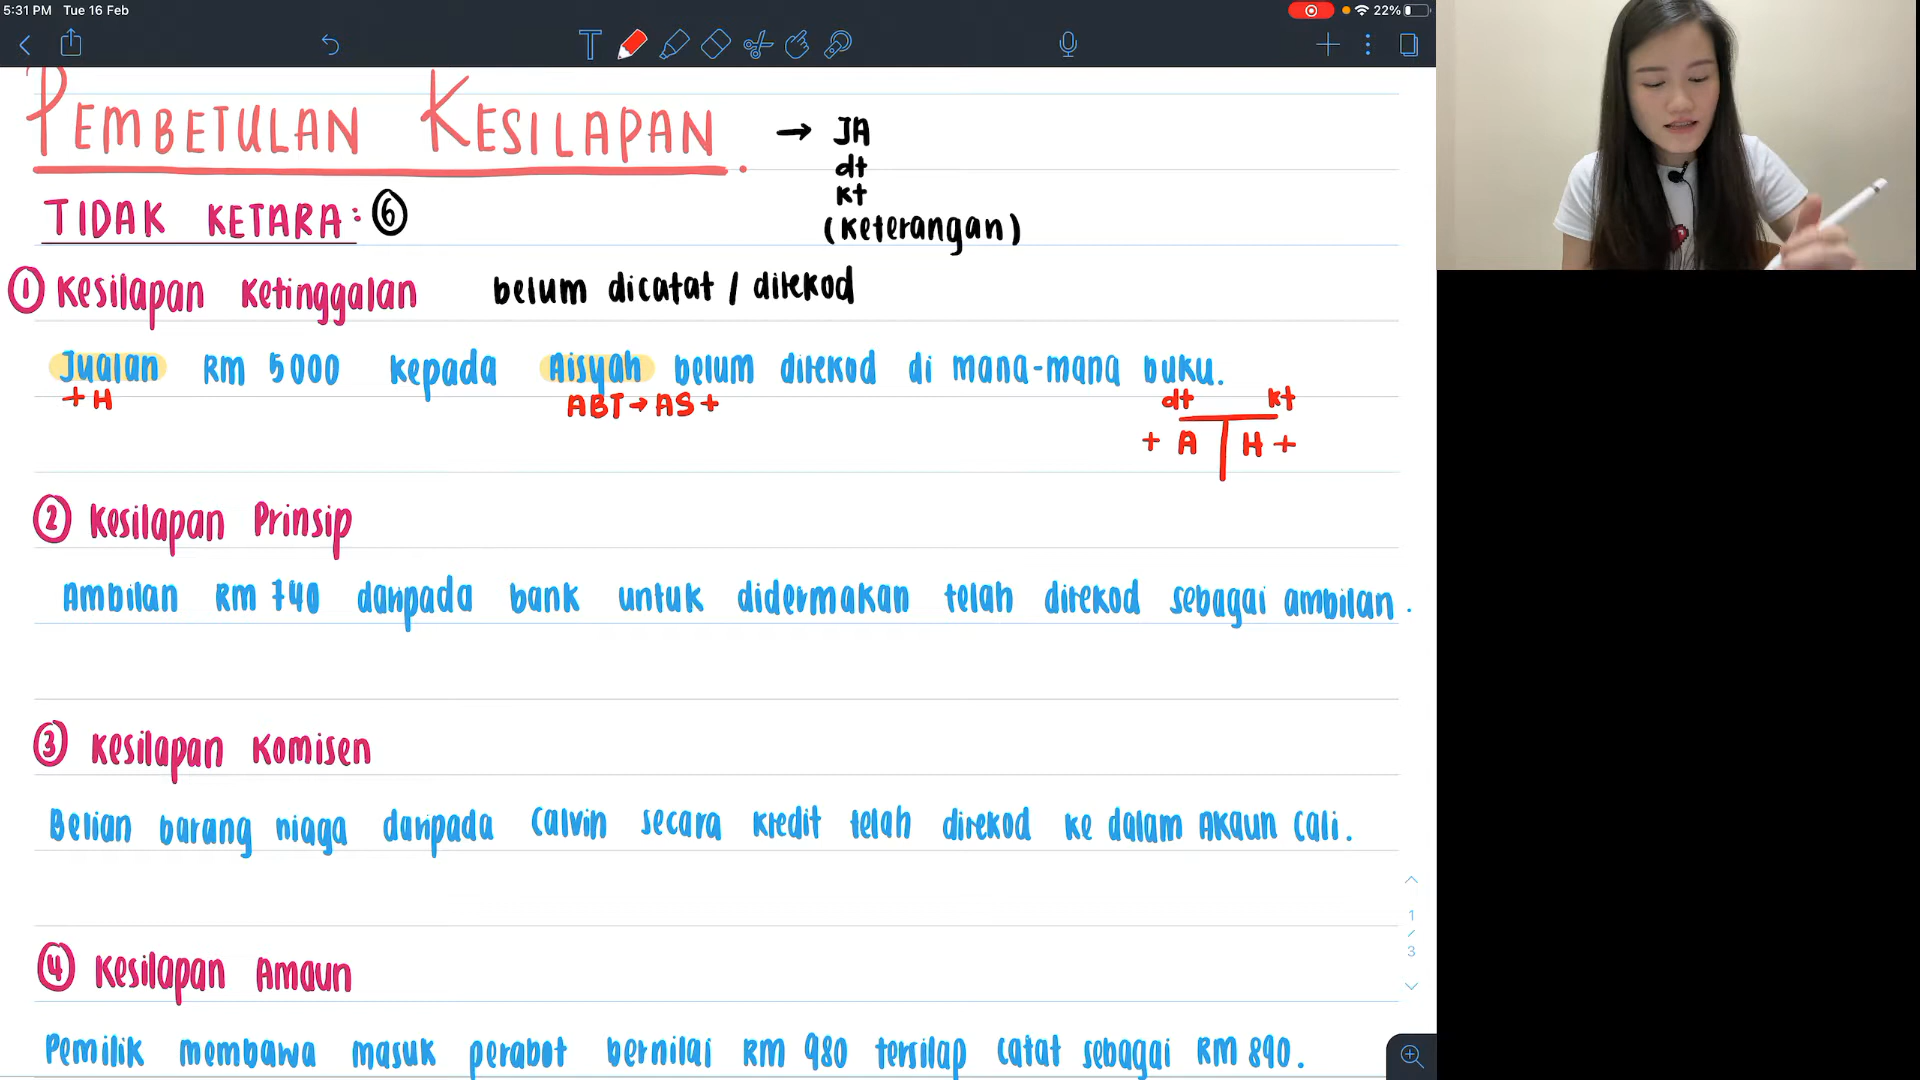 5:31 PM Tue 16 Feb
22%
PEMBETULAN KESILAPAN. → JA
dt
kt
(keterangan)
TIDAK KETARA: ⑥
① Kesilapan Ketinggalan belum dicatat / direkod
Jualan RM 5000 kepada Aisyah belum direkod di mana-mana buku.
+ H ABT → AS +
dt kt
+ A H +
② Kesilapan Prinsip
Ambilan RM 740 daripada bank untuk didermakan telah direkod sebagai ambilan.
③ Kesilapan Komisen
Belian barang niaga daripada Calvin secara kredit telah direkod ke dalam Akaun Cali.
④ Kesilapan Amaun
Pemilik membawa masuk perabot bernilai RM 980 tersilap catat sebagai RM 890.
1
/
3